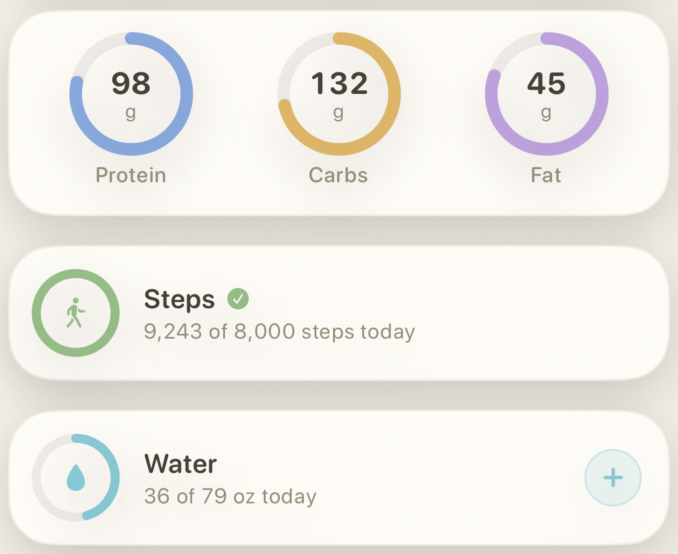 98
g
Protein
132
g
Carbs
45
g
Fat
Steps
9,243 of 8,000 steps today
Water
36 of 79 oz today
+